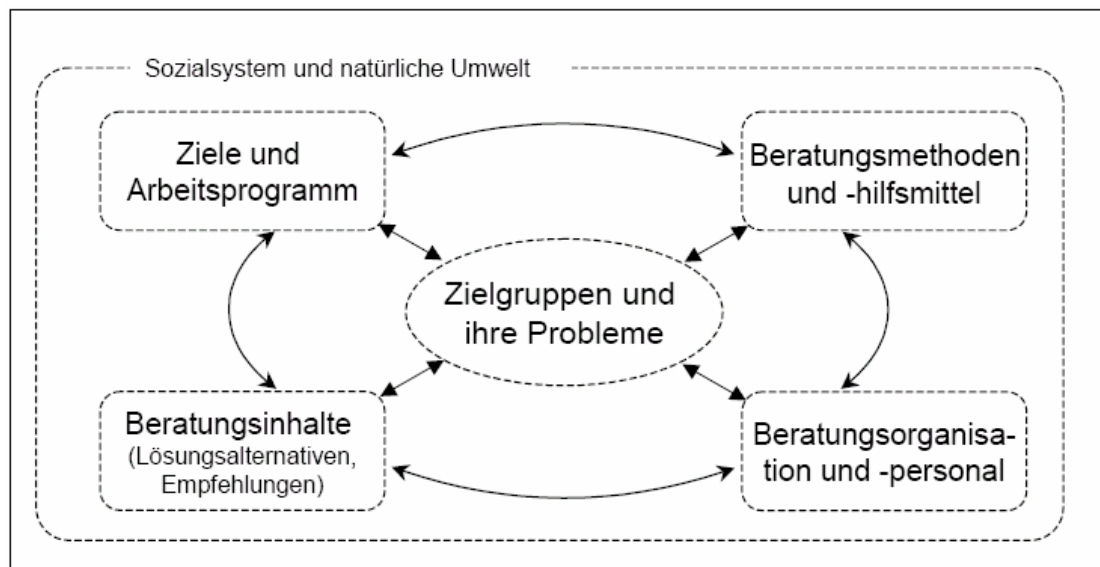 Sozialsystem und natürliche Umwelt
Ziele und
Arbeitsprogramm
Beratungsmethoden
und -hilfsmittel
Zielgruppen und
ihre Probleme
Beratungsinhalte
(Lösungsalternativen,
Empfehlungen)
Beratungsorganisa-
tion und -personal